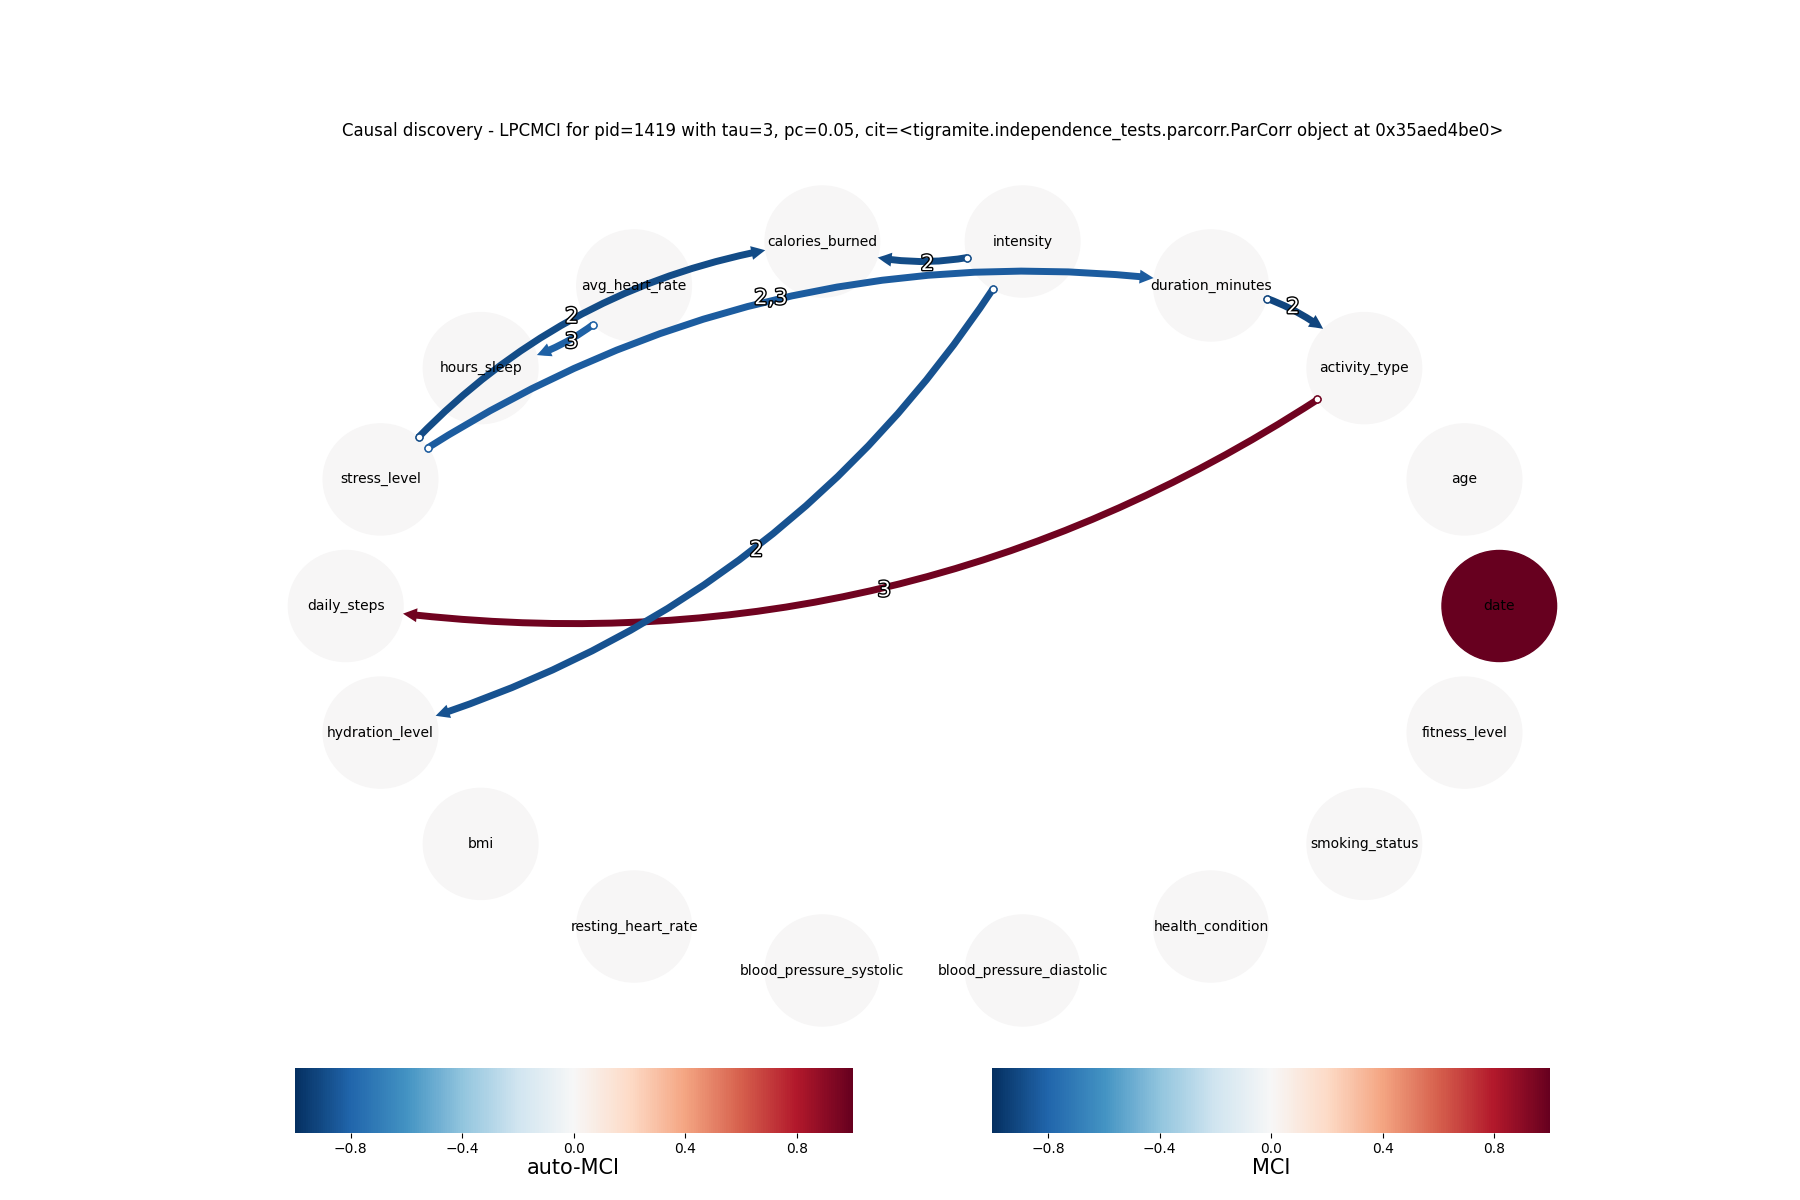 Causal discovery - LPCMCI for pid=1419 with tau=3, pc=0.05, cit=<tigramite.independence_tests.parcorr.ParCorr object at 0x35aed4be0>
calories_burned
intensity
2
avg_heart_rate
duration_minutes
2,3
2
2
3
hours_sleep
activity_type
stress_level
age
2
3
daily_steps
date
hydration_level
fitness_level
bmi
smoking_status
resting_heart_rate
health_condition
blood_pressure_systolic
blood_pressure_diastolic
−0.8 −0.4 0.0 0.4 0.8
auto-MCI
−0.8 −0.4 0.0 0.4 0.8
MCI